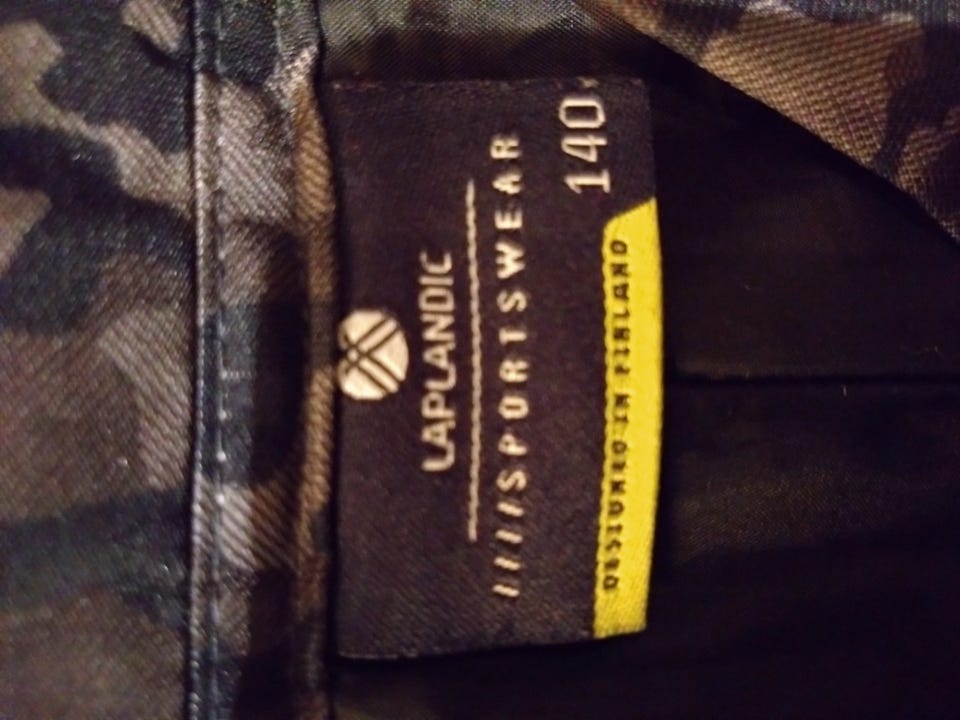 LAPLANDIC
////SPORTSWEAR
140
DESIGNED IN FINLAND